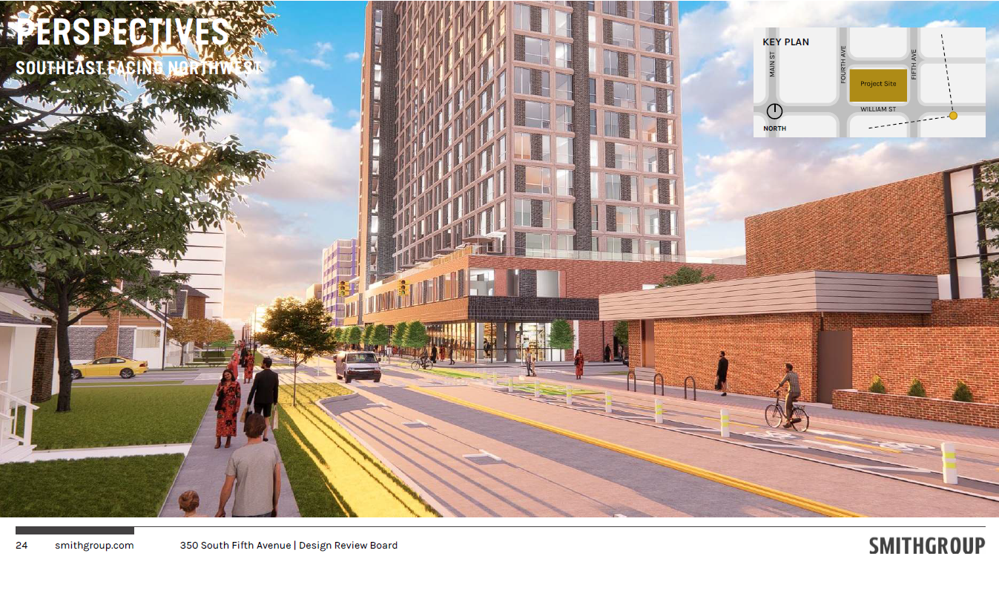 PERSPECTIVES
SOUTHEAST FACING NORTHWEST
KEY PLAN
MAIN ST
FOURTH AVE
FIFTH AVE
Project Site
WILLIAM ST
NORTH
24 smithgroup.com 350 South Fifth Avenue | Design Review Board
SMITHGROUP